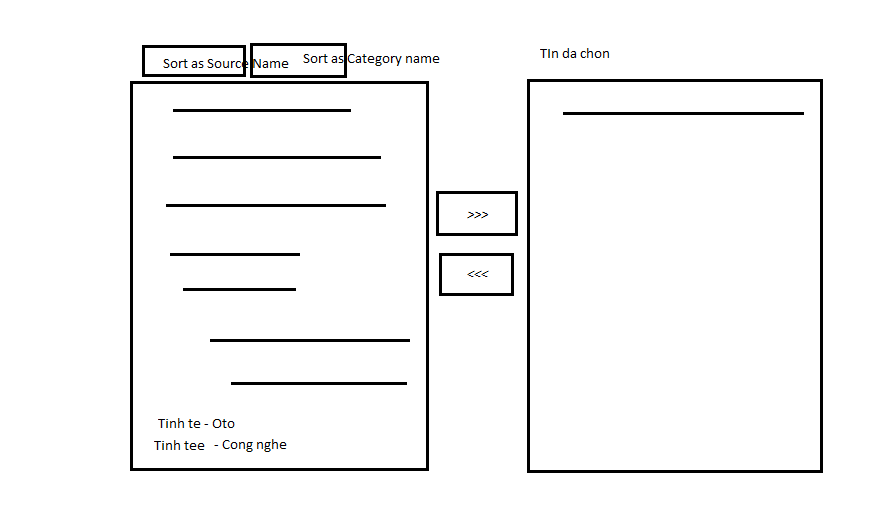 Sort as Source Name
Sort as Category name
TIn da chon
>>>
<<<
Tinh te - Oto
Tinh tee - Cong nghe